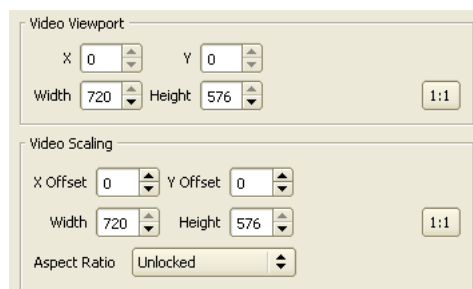 Video Viewport
X 0 Y 0
Width 720 Height 576 1:1
Video Scaling
X Offset 0 Y Offset 0
Width 720 Height 576 1:1
Aspect Ratio Unlocked